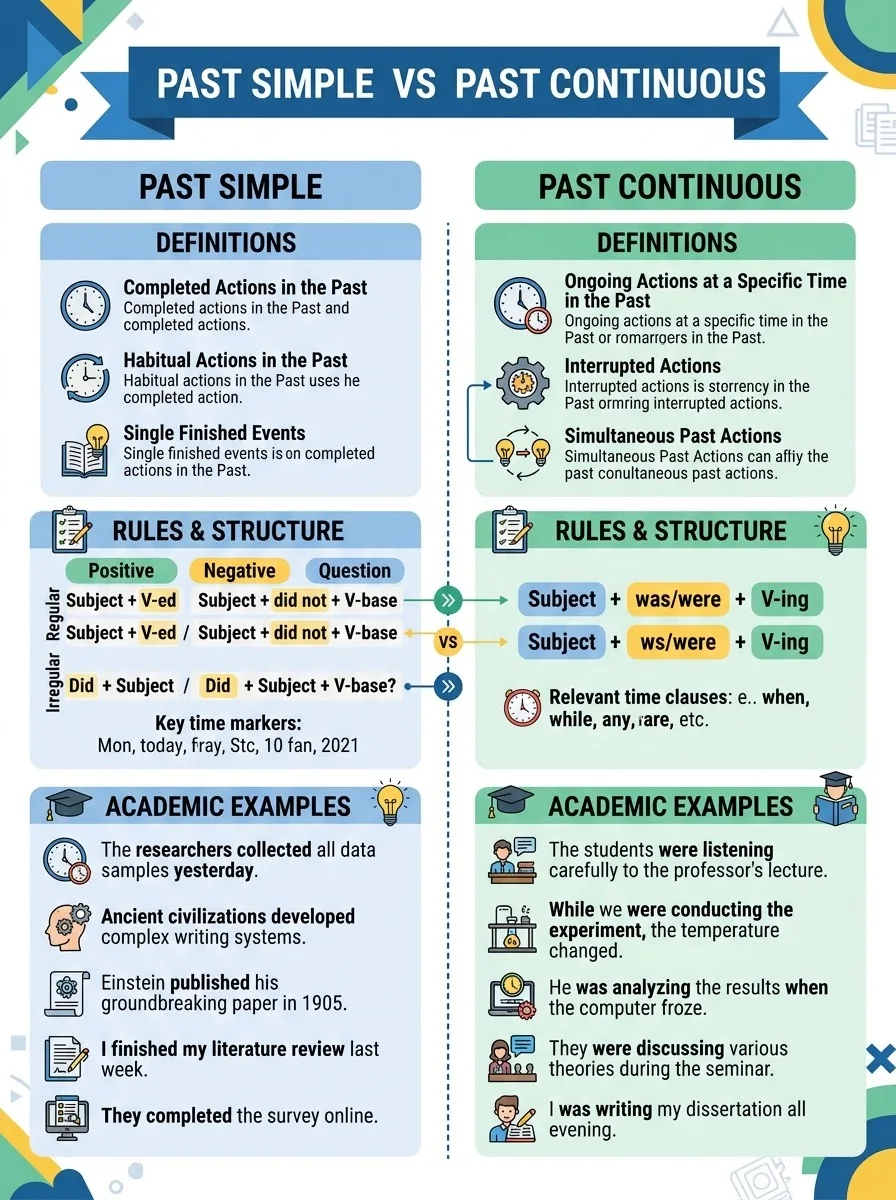 PAST SIMPLE VS PAST CONTINUOUS
PAST SIMPLE
DEFINITIONS
Completed Actions in the Past
Completed actions in the Past and
completed actions.
Habitual Actions in the Past
Habitual actions in the Past uses he
completed action.
Single Finished Events
Single finished events is on completed
actions in the Past.
RULES & STRUCTURE
Positive Negative Question
Regular
Subject + V-ed Subject + did not + V-base
Subject + V-ed / Subject + did not + V-base
Irregular
Did + Subject / Did + Subject + V-base?
Key time markers:
Mon, today, fray, Stc, 10 fan, 2021
ACADEMIC EXAMPLES
The researchers collected all data
samples yesterday.
Ancient civilizations developed
complex writing systems.
Einstein published his
groundbreaking paper in 1905.
I finished my literature review last
week.
They completed the survey online.
VS
PAST CONTINUOUS
DEFINITIONS
Ongoing Actions at a Specific Time
in the Past
Ongoing actions at a specific time in the
Past or in the Past.
Interrupted Actions
Interrupted actions is storrency in the
Past ormring interrupted actions.
Simultaneous Past Actions
Simultaneous Past Actions can the
past conultaneous past actions.
RULES & STRUCTURE
Subject + was/were + V-ing
Subject + ws/were + V-ing
Relevant time clauses: e.. when,
while, any, etc.
ACADEMIC EXAMPLES
The students were listening
carefully to the professor's lecture.
While we were conducting the
experiment, the temperature
changed.
He was analyzing the results when
the computer froze.
They were discussing various
theories during the seminar.
I was writing my dissertation all
evening.